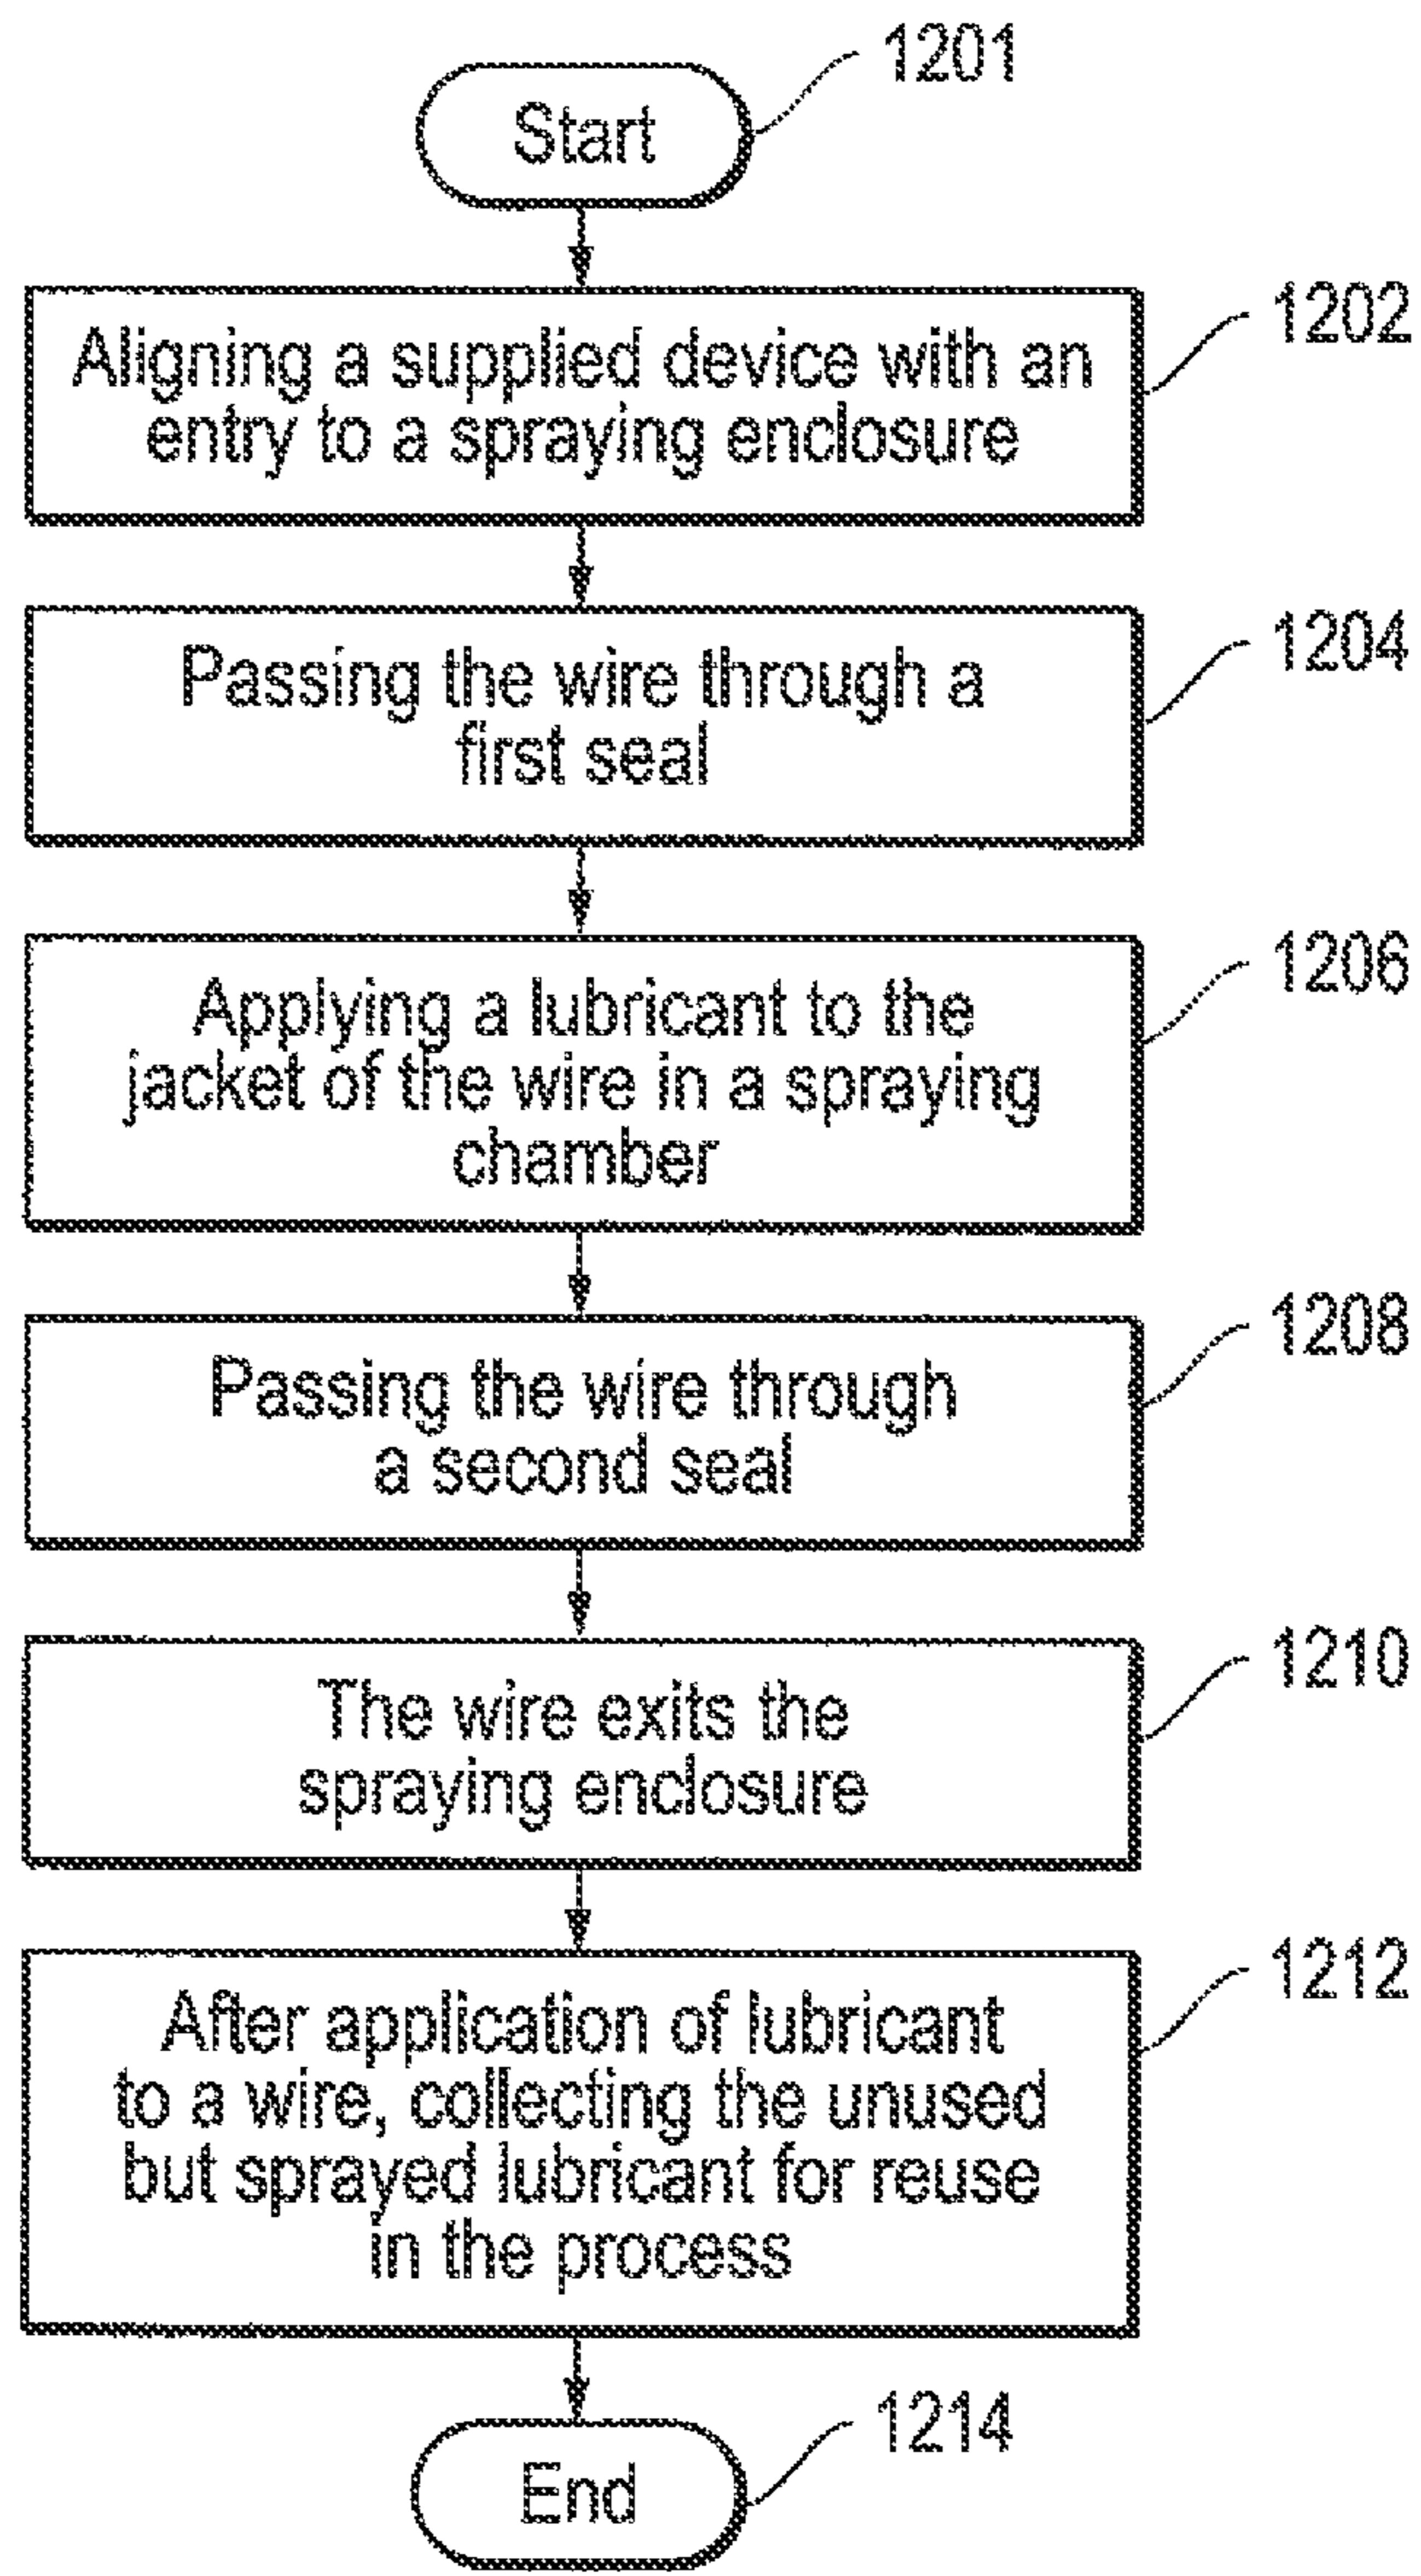 1201
Start
1202
Aligning a supplied device with an
entry to a spraying enclosure
1204
Passing the wire through a
first seal
1206
Applying a lubricant to the
jacket of the wire in a spraying
chamber
1208
Passing the wire through
a second seal
1210
The wire exits the
spraying enclosure
1212
After application of lubricant
to a wire, collecting the unused
but sprayed lubricant for reuse
in the process
1214
End